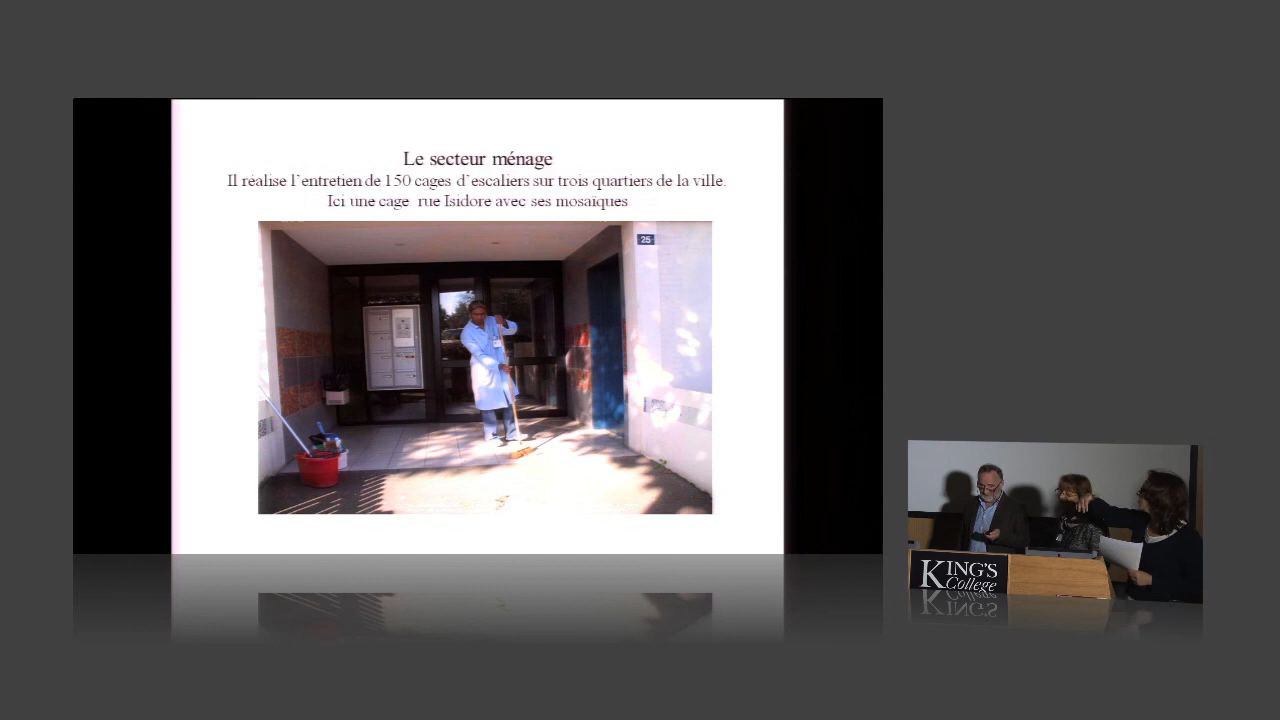 Le secteur ménage
Il réalise l'entretien de 150 cages d'escaliers sur trois quartiers de la ville.
Ici une cage rue Isidore avec ses mosaïques
25
KING'S
College